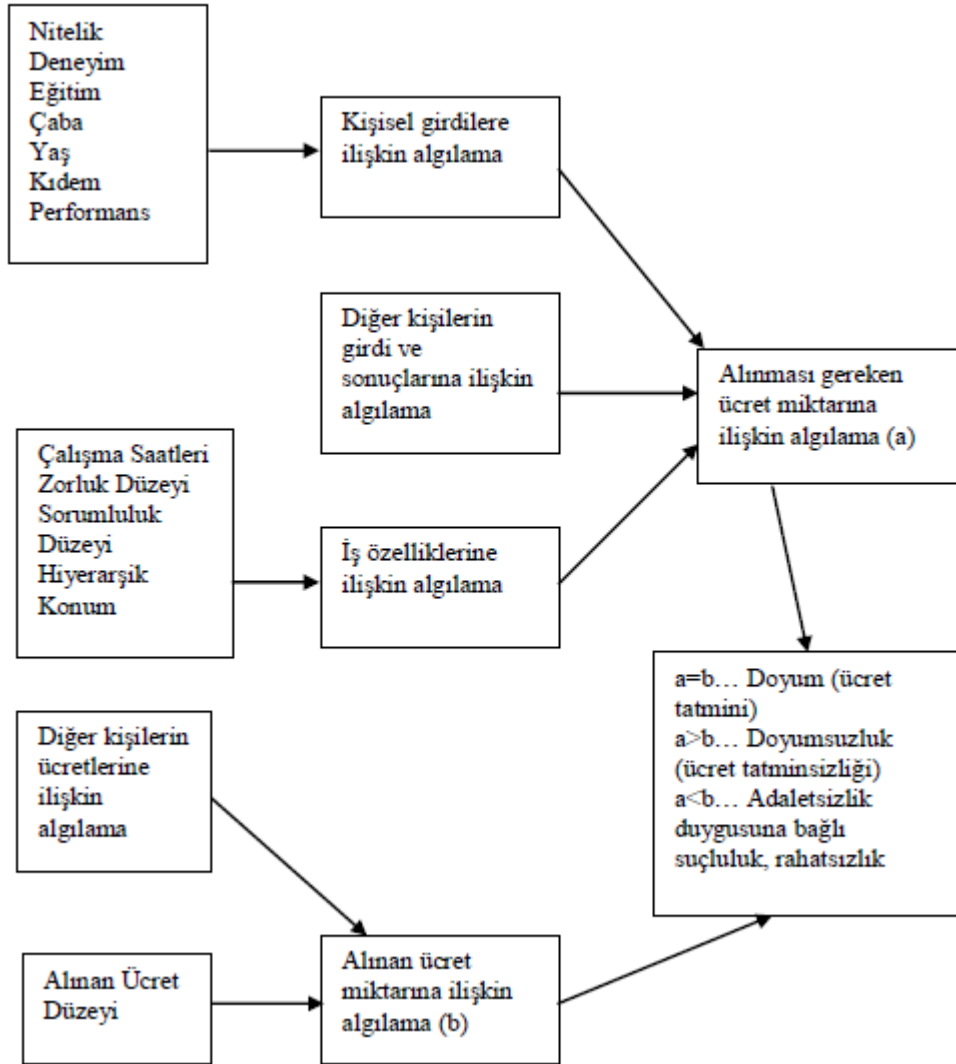 Nitelik
Deneyim
Eğitim
Çaba
Yaş
Kıdem
Performans
Kişisel girdilere
ilişkin algılama
Diğer kişilerin
girdi ve
sonuçlarına ilişkin
algılama
Alınması gereken
ücret miktarına
ilişkin algılama (a)
Çalışma Saatleri
Zorluk Düzeyi
Sorumluluk
Düzeyi
Hiyerarşik
Konum
İş özelliklerine
ilişkin algılama
a=b… Doyum (ücret
tatmini)
a>b… Doyumsuzluk
(ücret tatminsizliği)
a<b… Adaletsizlik
duygusuna bağlı
suçluluk, rahatsızlık
Diğer kişilerin
ücretlerine
ilişkin
algılama
Alınan Ücret
Düzeyi
Alınan ücret
miktarına ilişkin
algılama (b)